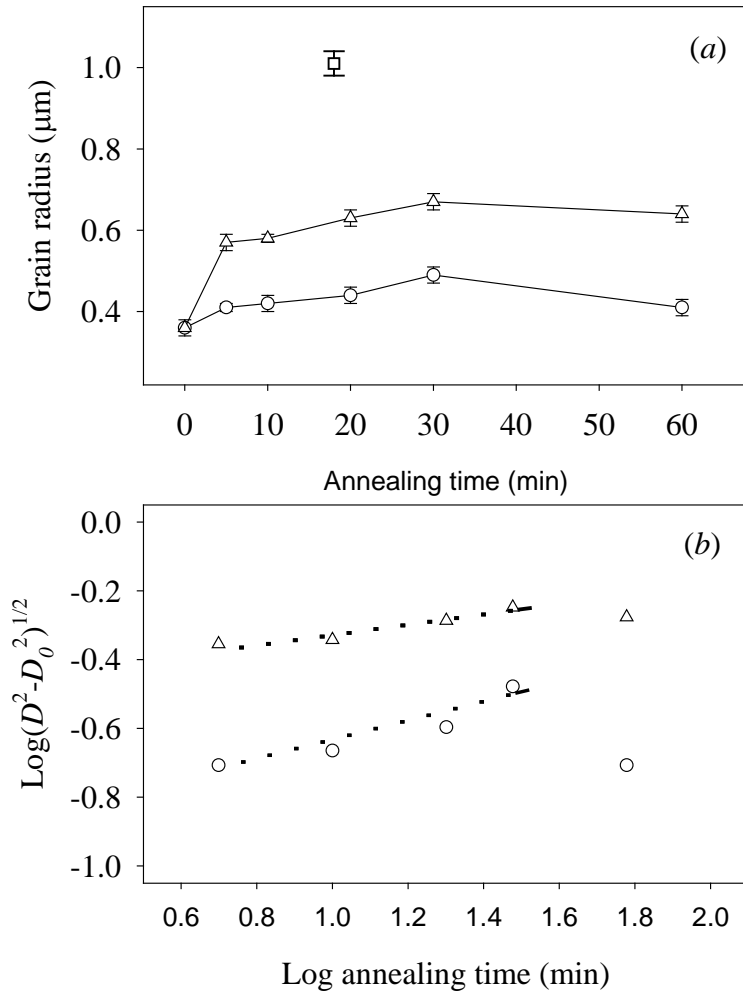 (a)
Grain radius (μm)
1.0
0.8
0.6
0.4
0 10 20 30 40 50 60
Annealing time (min)
(b)
Log(D²-D₀²)^1/2
0.0
-0.2
-0.4
-0.6
-0.8
-1.0
0.6 0.8 1.0 1.2 1.4 1.6 1.8 2.0
Log annealing time (min)